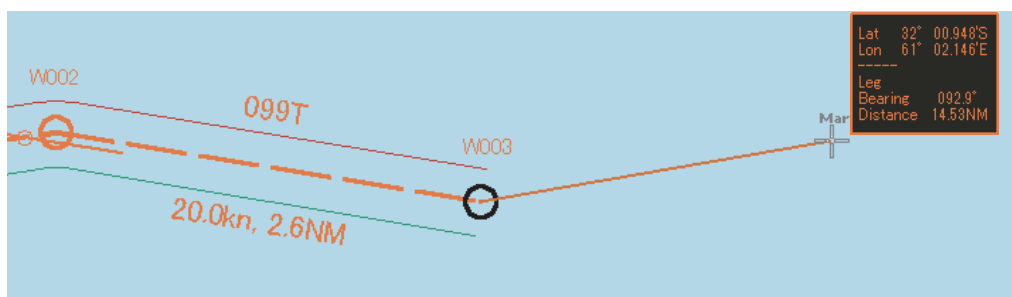 Lat 32° 00.948'S
Lon 61° 02.146'E
-----
Leg
Bearing 092.9°
Distance 14.53NM
W002
099T
Mar
W003
20.0kn, 2.6NM